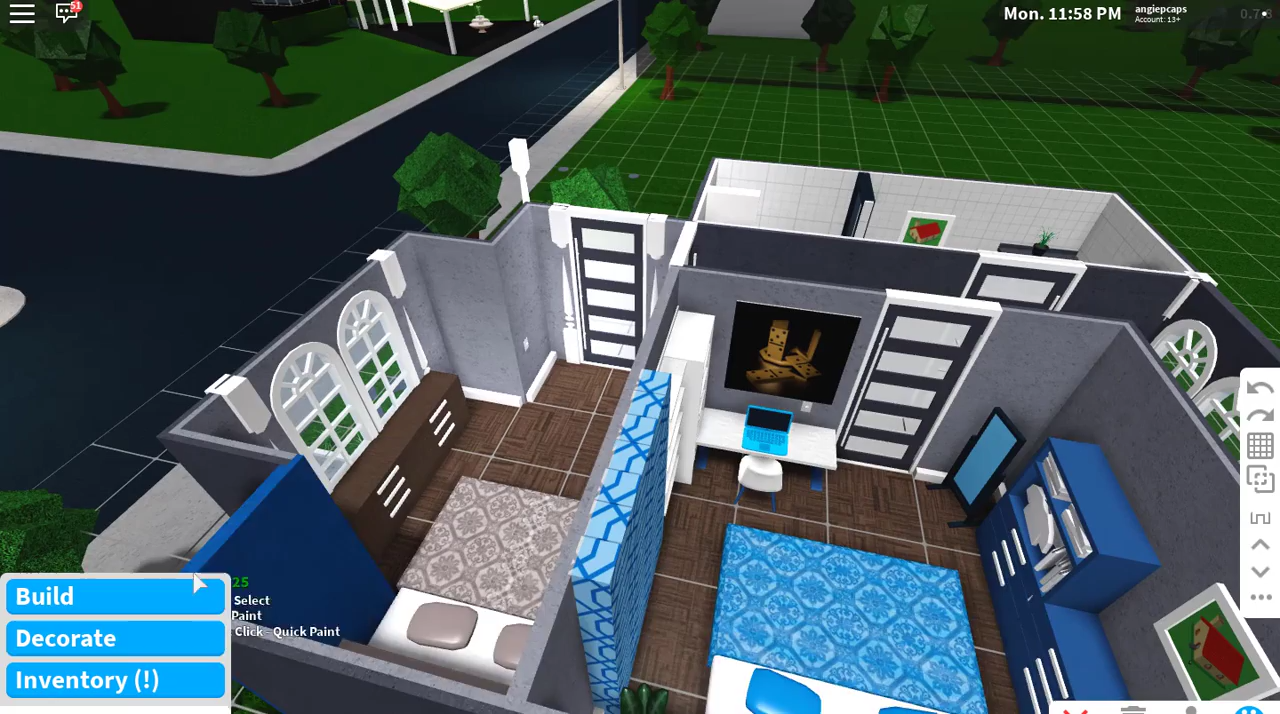 51
Mon. 11:58 PM
angiepcaps
Account: 13+
Build
Decorate
Inventory (!)
25
Select
Paint
Click - Quick Paint